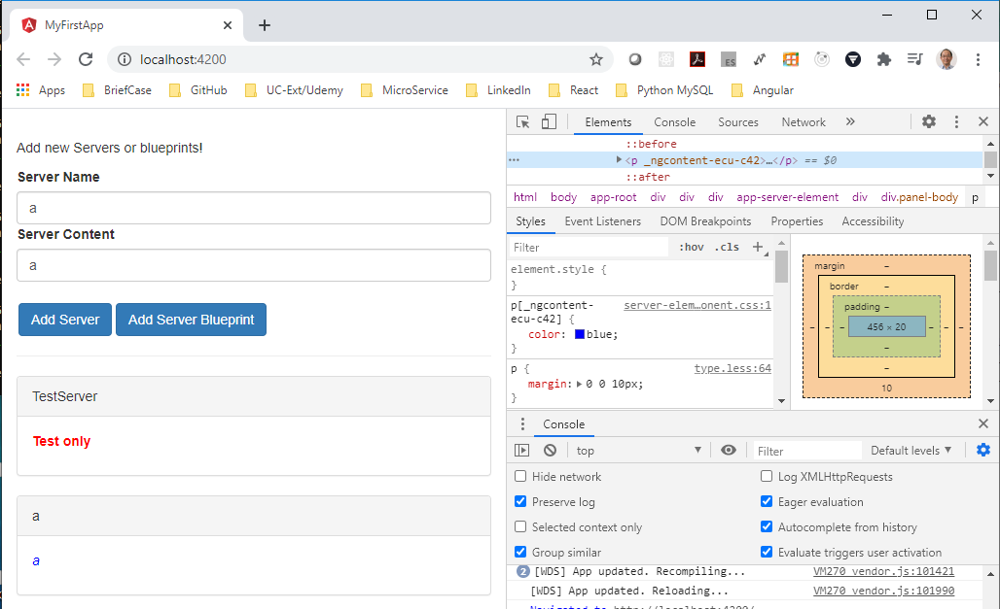 MyFirstApp
localhost:4200
ES
Apps BriefCase GitHub UC-Ext/Udemy MicroService LinkedIn React Python MySQL Angular
Add new Servers or blueprints!
Server Name
a
Server Content
a
Add Server Add Server Blueprint
TestServer
Test only
a
a
Elements Console Sources Network »
::before
… <p _ngcontent-ecu-c42>…</p> == $0
::after
html body app-root div div div app-server-element div div.panel-body p
Styles Event Listeners DOM Breakpoints Properties Accessibility
Filter :hov .cls +
element.style {
}
p[_ngcontent-ecu-c42] { server-elem…onent.css:1
color: blue;
}
p { type.less:64
margin: 0 0 10px;
}
margin –
border –
padding –
– – – 456 × 20 – – –
–
–
10
Console
top Filter Default levels ▼
Hide network Log XMLHttpRequests
Preserve log Eager evaluation
Selected context only Autocomplete from history
Group similar Evaluate triggers user activation
2 [WDS] App updated. Recompiling... VM270 vendor.js:101421
[WDS] App updated. Reloading... VM270 vendor.js:101990
Navigated to http://localhost:4200/